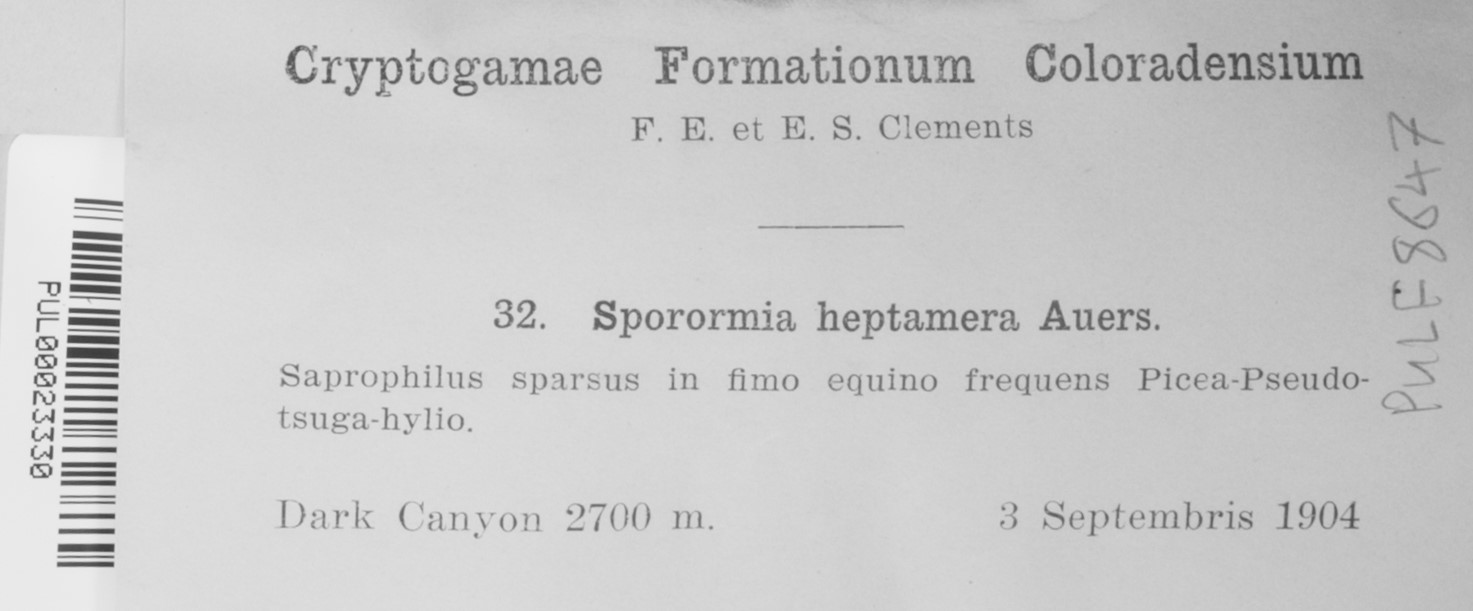 Cryptogamae Formationum Coloradensium
F. E. et E. S. Clements
32. Sporormia heptamera Auers.
Saprophilus sparsus in fimo equino frequens Picea-Pseudo-
tsuga-hylio.
Dark Canyon 2700 m. 3 Septembris 1904
PUL00023330
PULF8647